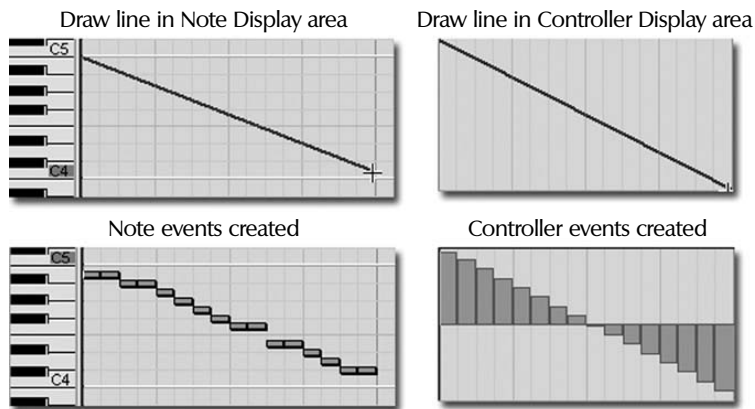 Draw line in Note Display area
Draw line in Controller Display area
C5
C4
Note events created
Controller events created
C5
C4